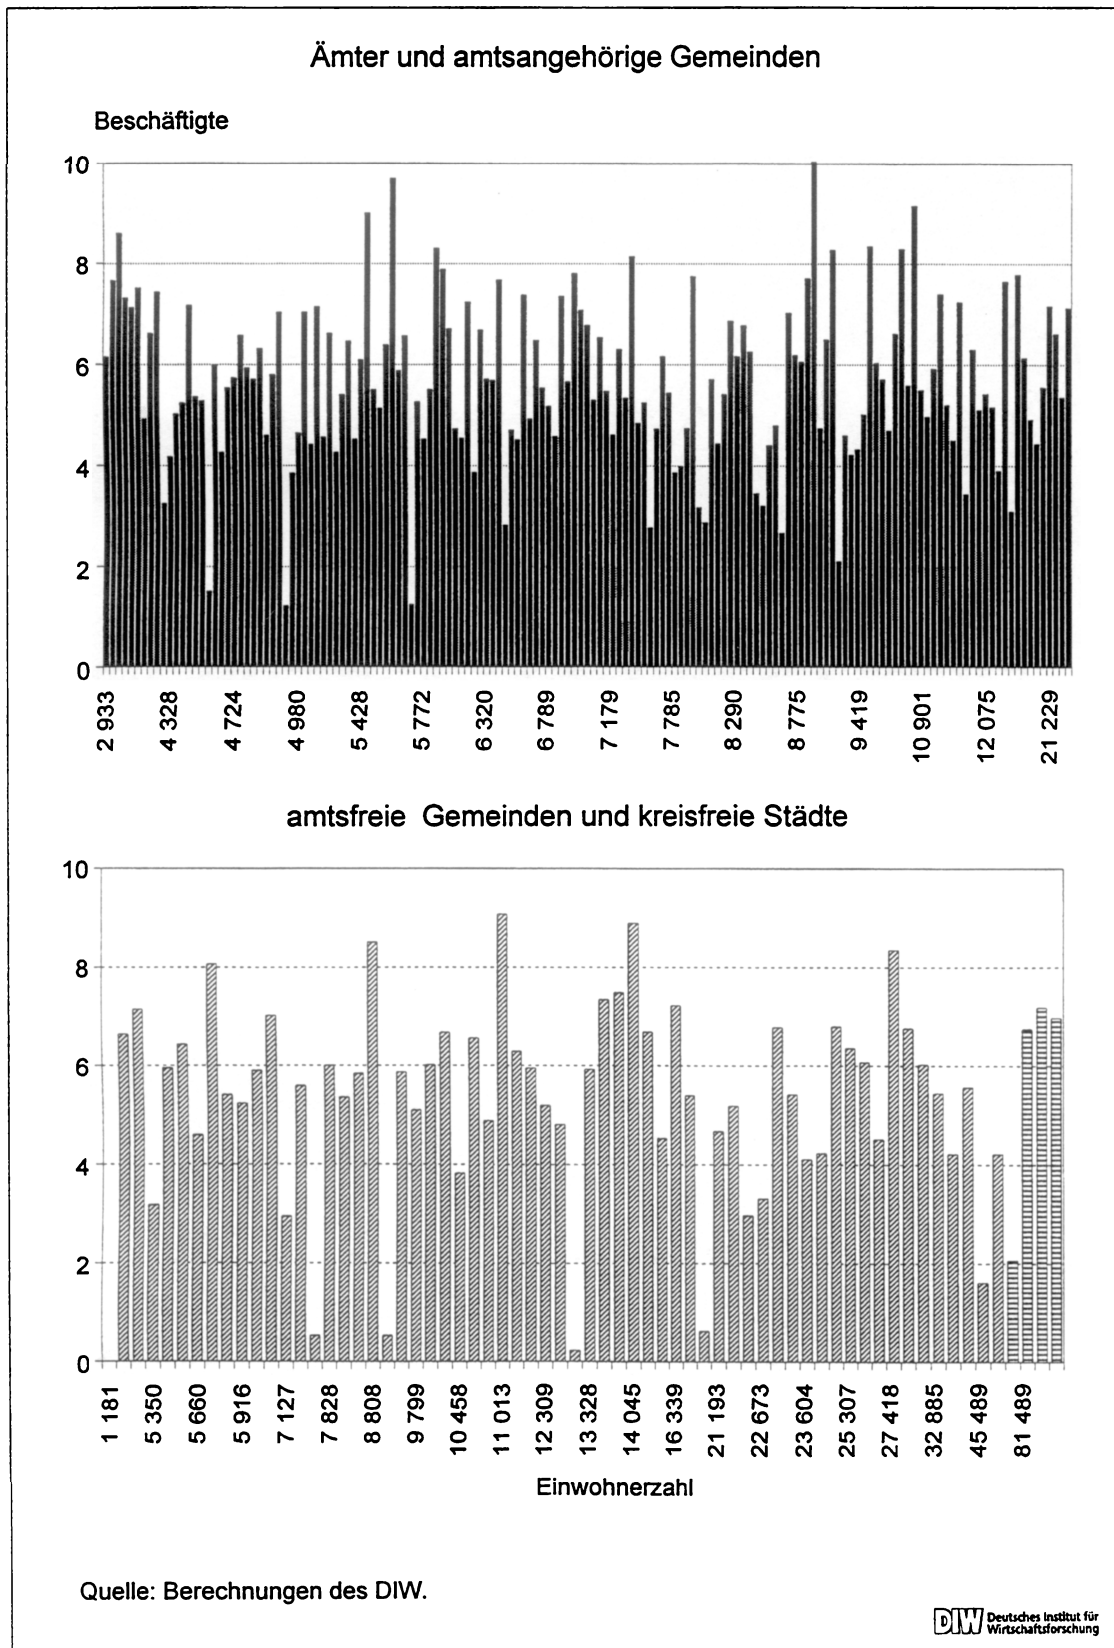 Ämter und amtsangehörige Gemeinden
Beschäftigte
10
8
6
4
2
0
2 933 4 328 4 724 4 980 5 428 5 772 6 320 6 789 7 179 7 785 8 290 8 775 9 419 10 901 12 075 21 229
amtsfreie Gemeinden und kreisfreie Städte
10
8
6
4
2
0
1 181 5 350 5 660 5 916 7 127 7 828 8 808 9 799 10 458 11 013 12 309 13 328 14 045 16 339 21 193 22 673 23 604 25 307 27 418 32 885 45 489 81 489
Einwohnerzahl
Quelle: Berechnungen des DIW.
DIW Deutsches Institut für
Wirtschaftsforschung